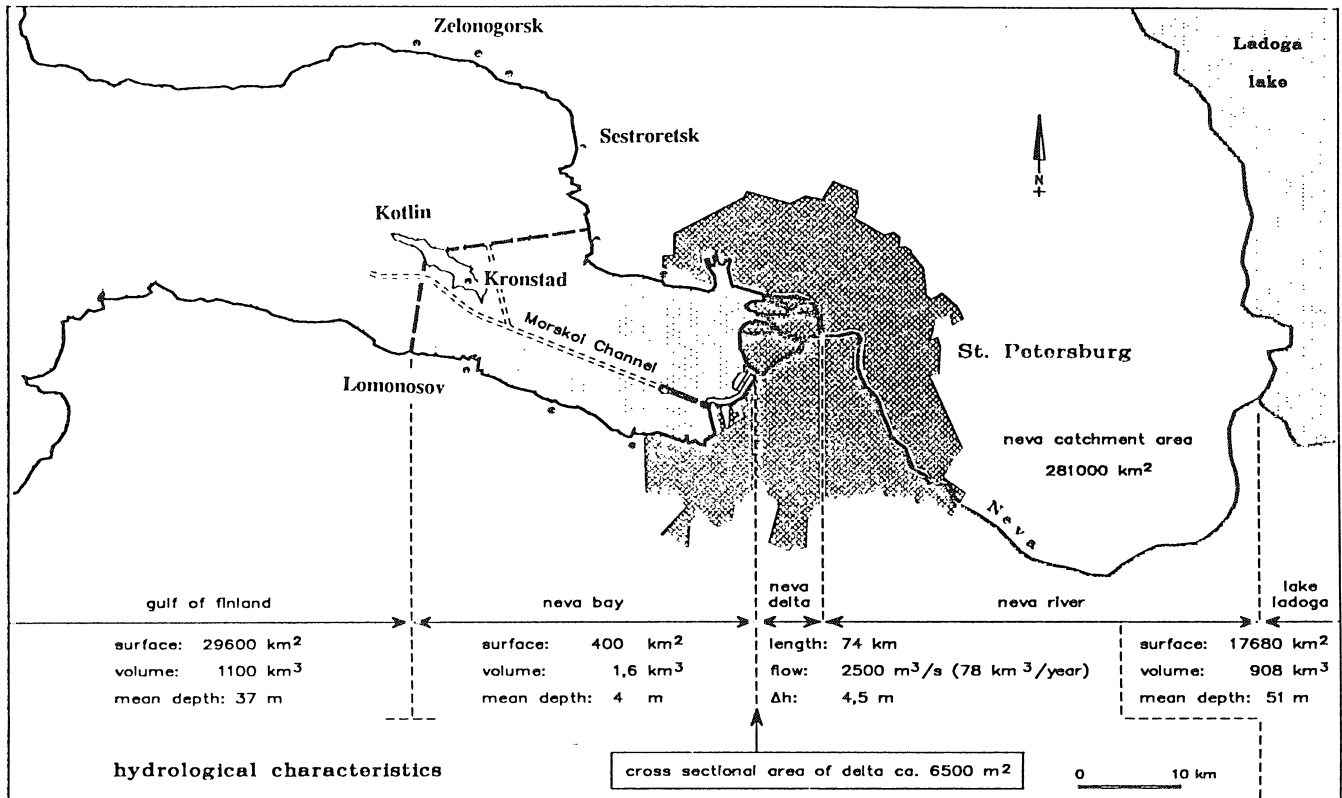 Zelonogorsk
Ladoga
lake
Sestroretsk
N
Kotlin
Kronstad
Morskoi Channel
St. Petersburg
Lomonosov
neva catchment area
281000 km²
Neva
gulf of finland
neva bay
neva
delta
neva river
lake
ladoga
surface: 29600 km²
volume: 1100 km³
mean depth: 37 m
surface: 400 km²
volume: 1,6 km³
mean depth: 4 m
length: 74 km
flow: 2500 m³/s (78 km³/year)
Δh: 4,5 m
surface: 17680 km²
volume: 908 km³
mean depth: 51 m
hydrological characteristics
cross sectional area of delta ca. 6500 m²
0 10 km